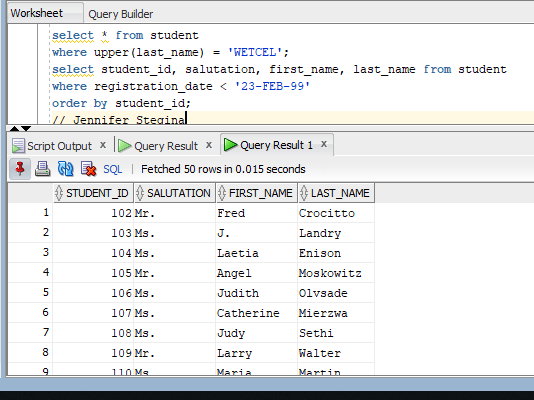 Worksheet Query Builder
select * from student
where upper(last_name) = 'WETCEL';
select student_id, salutation, first_name, last_name from student
where registration_date < '23-FEB-99'
order by student_id;
// Jennifer Stegina
Script Output x Query Result x Query Result 1 x
SQL | Fetched 50 rows in 0.015 seconds
STUDENT_ID SALUTATION FIRST_NAME LAST_NAME
1 102 Mr. Fred Crocitto
2 103 Ms. J. Landry
3 104 Ms. Laetia Enison
4 105 Mr. Angel Moskowitz
5 106 Ms. Judith Olvsade
6 107 Ms. Catherine Mierzwa
7 108 Ms. Judy Sethi
8 109 Mr. Larry Walter
9 110 Ms. Maria Martin